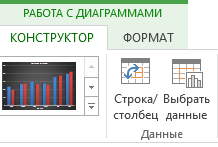 РАБОТА С ДИАГРАММАМИ
КОНСТРУКТОР ФОРМАТ
Строка/ столбец
Выбрать данные
Данные